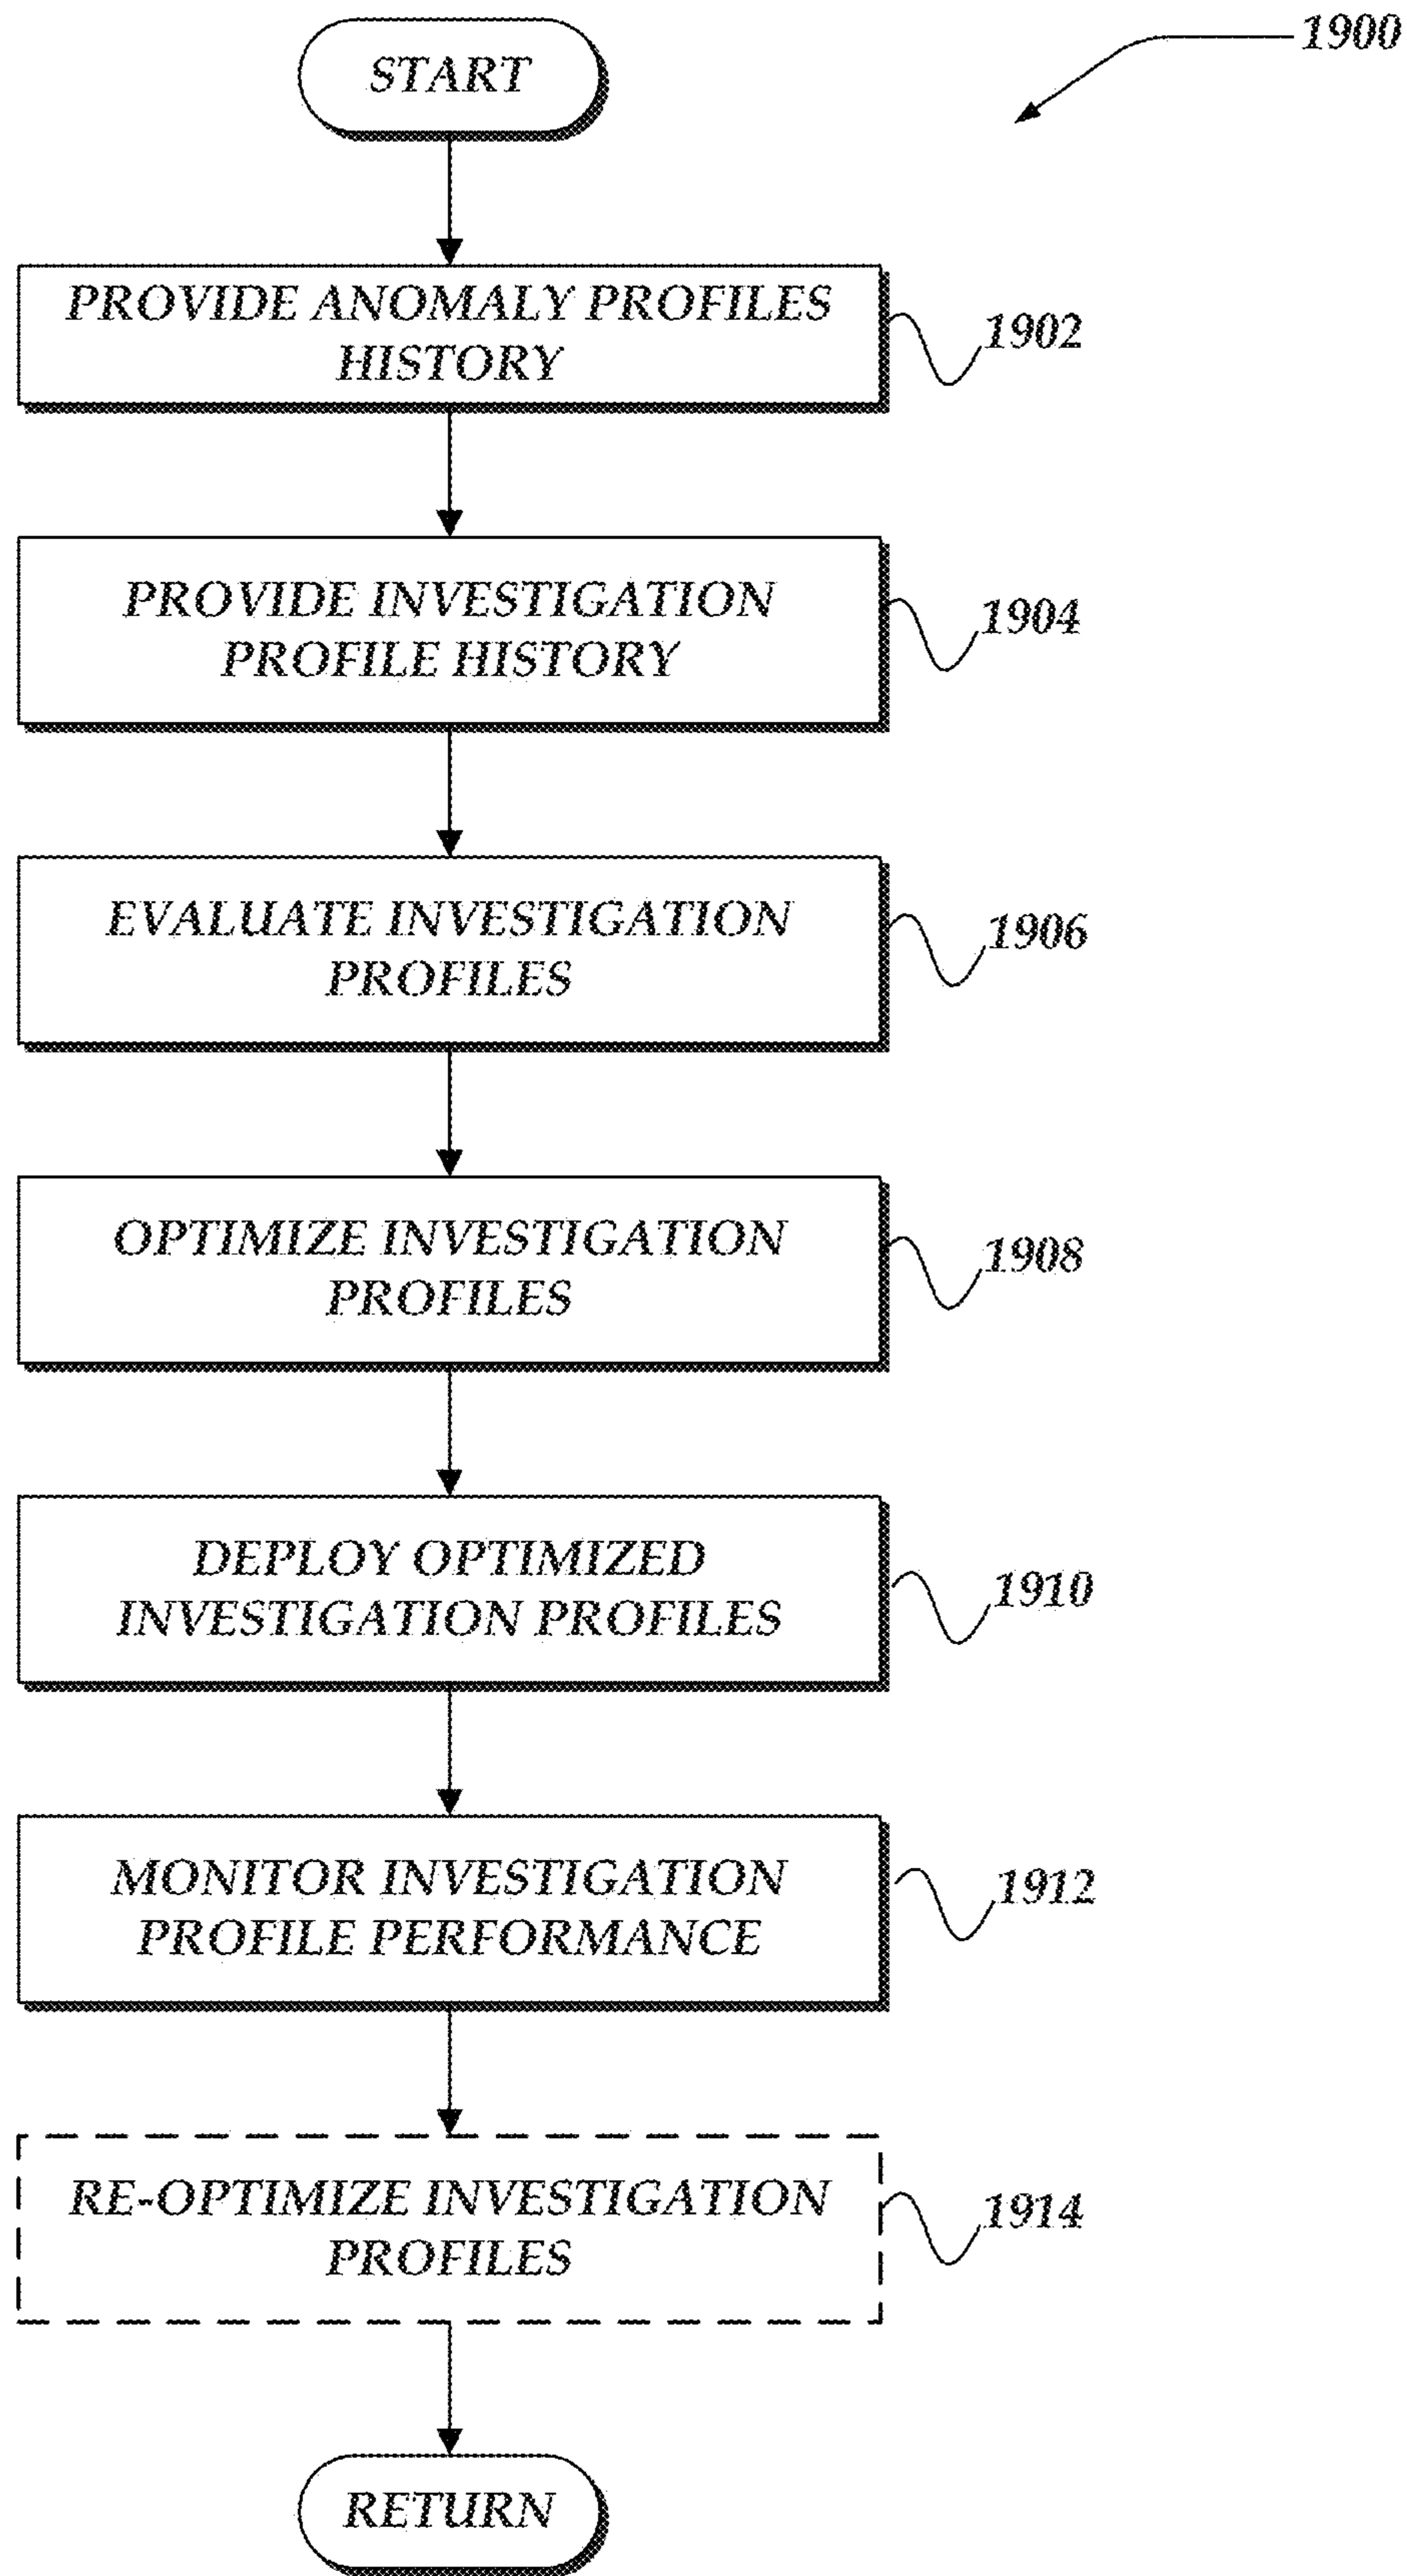 START
1900
PROVIDE ANOMALY PROFILES
HISTORY
1902
PROVIDE INVESTIGATION
PROFILE HISTORY
1904
EVALUATE INVESTIGATION
PROFILES
1906
OPTIMIZE INVESTIGATION
PROFILES
1908
DEPLOY OPTIMIZED
INVESTIGATION PROFILES
1910
MONITOR INVESTIGATION
PROFILE PERFORMANCE
1912
RE-OPTIMIZE INVESTIGATION
PROFILES
1914
RETURN